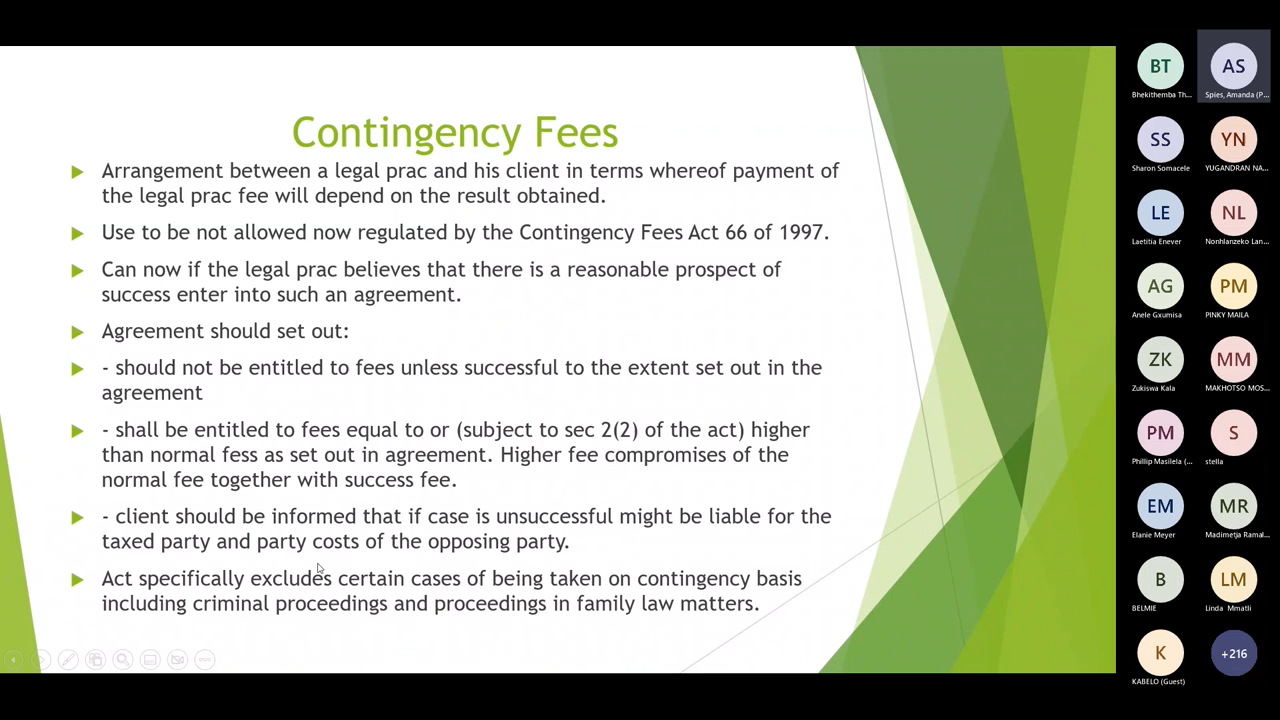 Contingency Fees
Arrangement between a legal prac and his client in terms whereof payment of
the legal prac fee will depend on the result obtained.
Use to be not allowed now regulated by the Contingency Fees Act 66 of 1997.
Can now if the legal prac believes that there is a reasonable prospect of
success enter into such an agreement.
Agreement should set out:
- should not be entitled to fees unless successful to the extent set out in the
agreement
- shall be entitled to fees equal to or (subject to sec 2(2) of the act) higher
than normal fess as set out in agreement. Higher fee compromises of the
normal fee together with success fee.
- client should be informed that if case is unsuccessful might be liable for the
taxed party and party costs of the opposing party.
Act specifically excludes certain cases of being taken on contingency basis
including criminal proceedings and proceedings in family law matters.
BT
Bhekithemba Th...
AS
Spies, Amanda (P...
SS
Sharon Somacele
YN
YUGANDRAN NA...
LE
Laetitia Enever
NL
Nonhlanzeko Lan...
AG
Anele Gxumisa
PM
PINKY MAILA
ZK
Zukiswa Kala
MM
MAKHOTSO MOS...
PM
Phillip Masilela (...
S
stella
EM
Elanie Meyer
MR
Madimetja Ramal...
B
BELMIE
LM
Linda Mmatli
K
KABELO (Guest)
+216